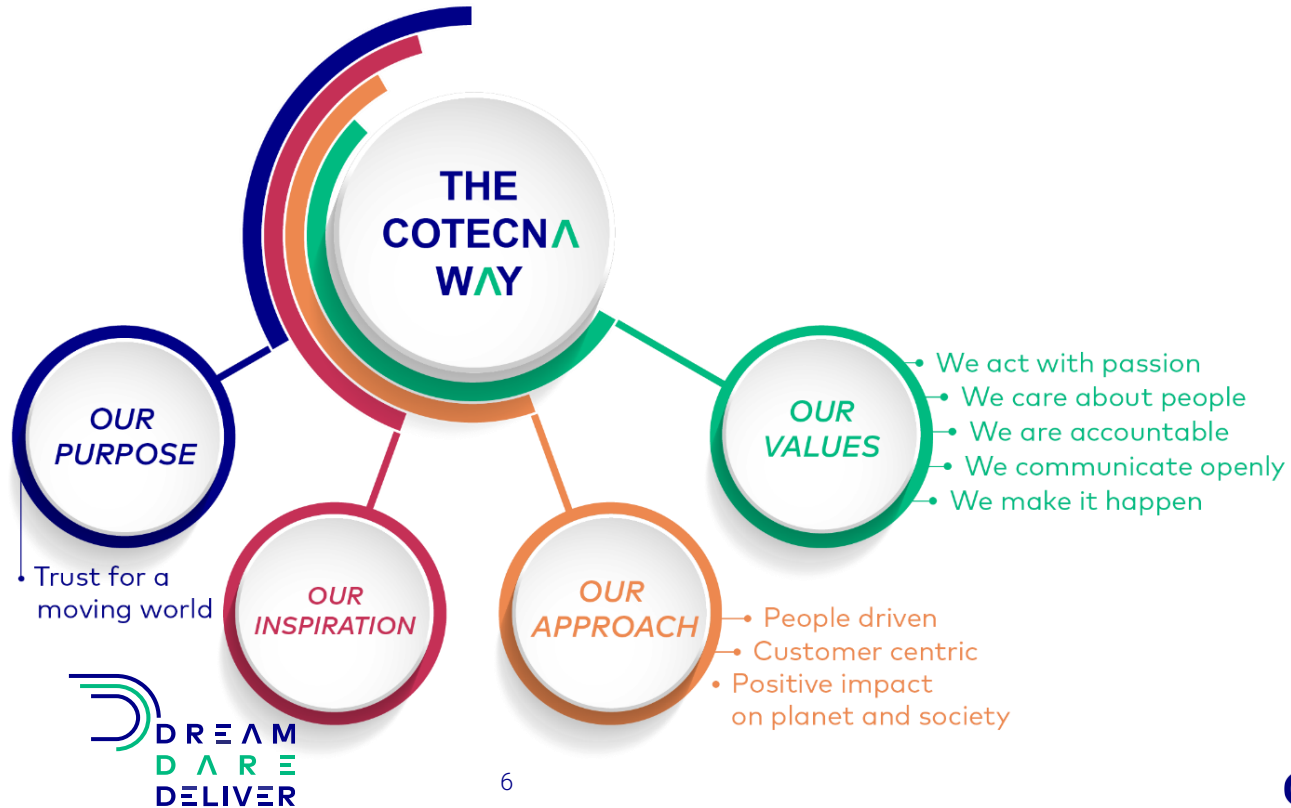 THE
COTECNA
WAY
OUR
PURPOSE
Trust for a
moving world
OUR
INSPIRATION
DREAM
DARE
DELIVER
OUR
APPROACH
People driven
Customer centric
Positive impact
on planet and society
OUR
VALUES
We act with passion
We care about people
We are accountable
We communicate openly
We make it happen
6